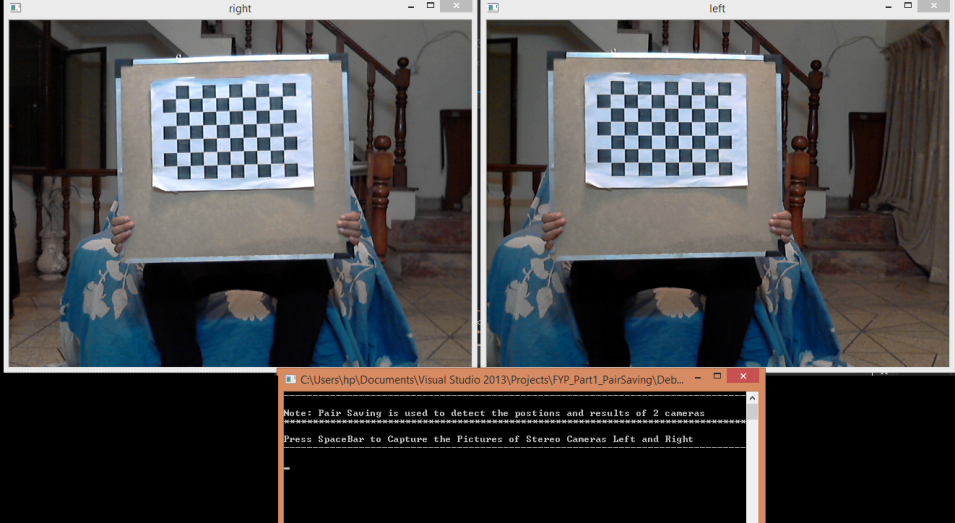 right
left
C:\Users\hp\Documents\Visual Studio 2013\Projects\FYP_Part1_PairSaving\Deb...
Note: Pair Saving is used to detect the postions and results of 2 cameras
Press SpaceBar to Capture the Pictures of Stereo Cameras Left and Right